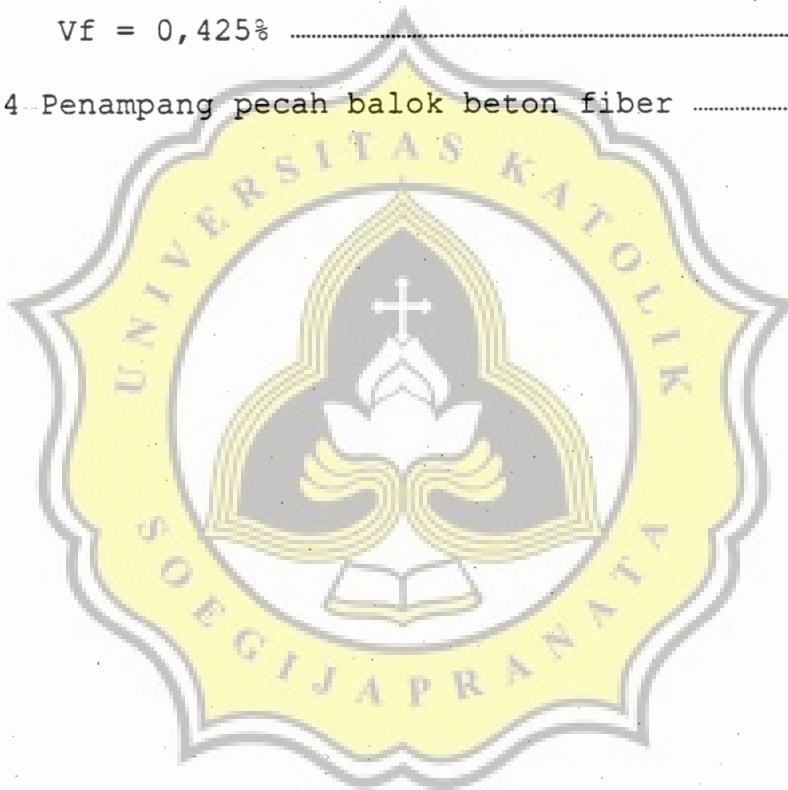 Vf = 0,425% ................................................................
4 Penampang pecah balok beton fiber ................
UNIVERSITAS KATOLIK
SOEGIJAPRANATA